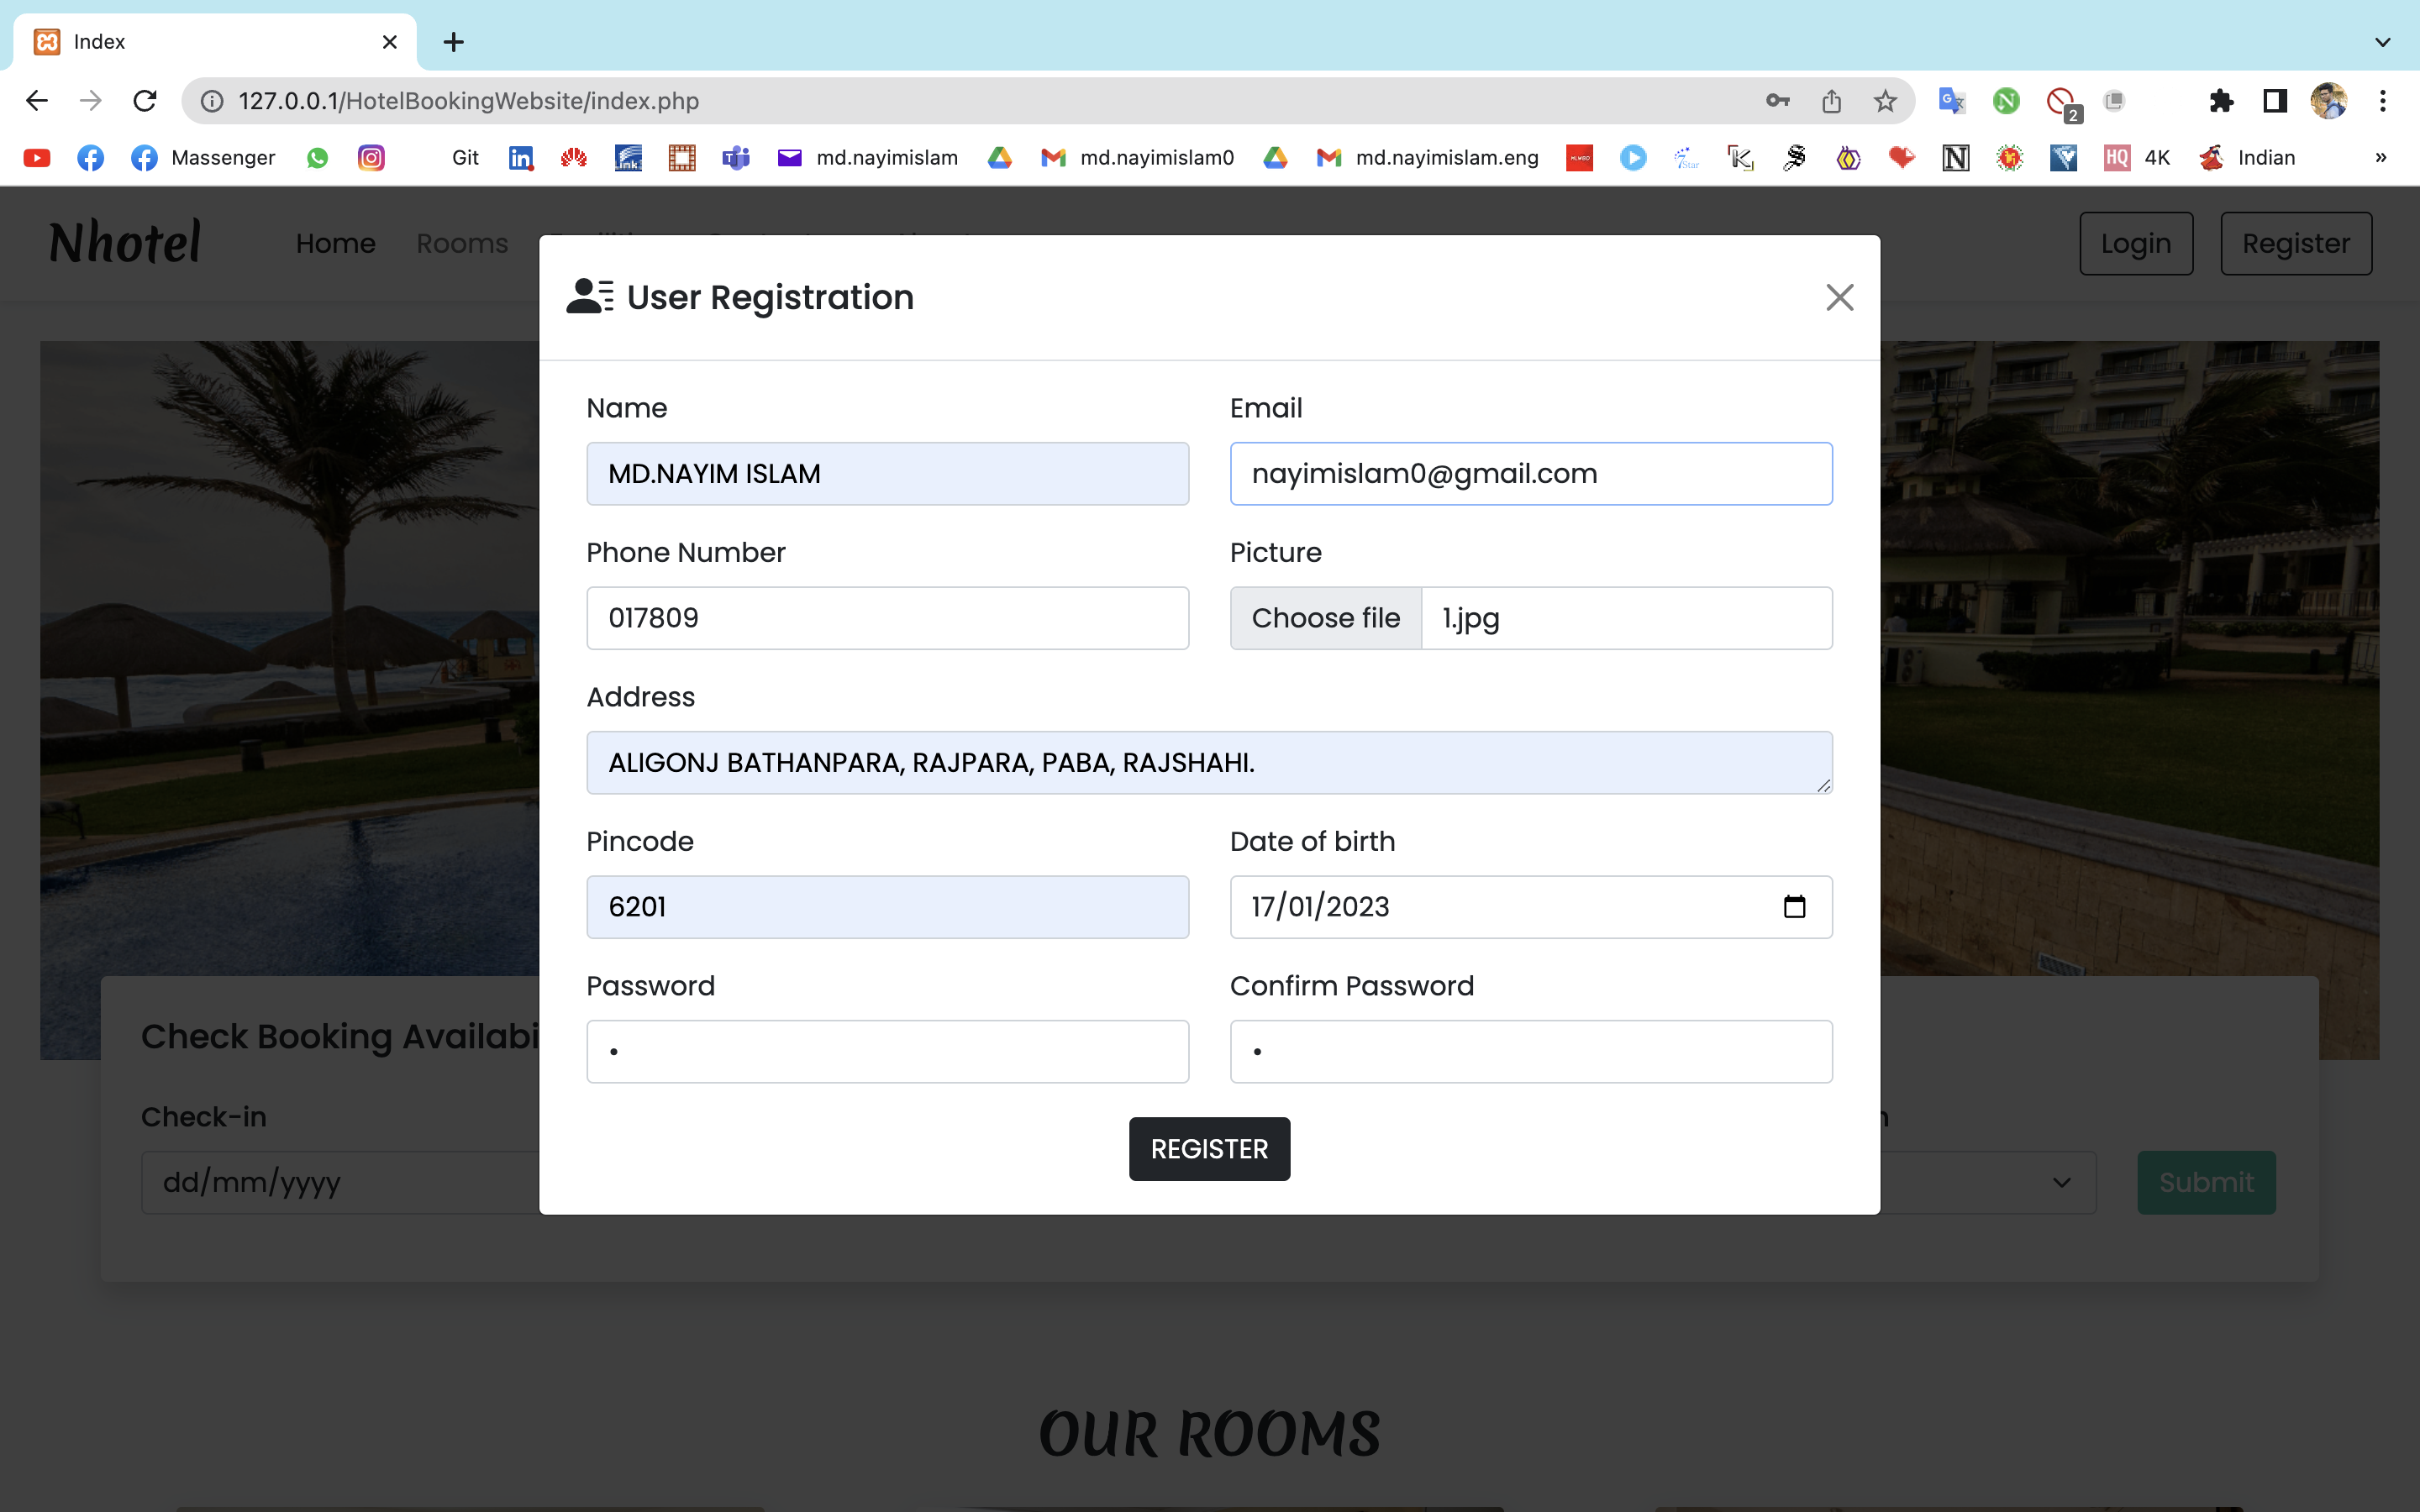 Index
127.0.0.1/HotelBookingWebsite/index.php
2
Massenger Git md.nayimislam md.nayimislam0 md.nayimislam.eng HQ 4K Indian »
Nhotel Home Rooms Login Register
User Registration
Name Email
MD.NAYIM ISLAM nayimislam0@gmail.com
Phone Number Picture
017809 Choose file 1.jpg
Address
ALIGONJ BATHANPARA, RAJPARA, PABA, RAJSHAHI.
Pincode Date of birth
6201 17/01/2023
Password Confirm Password
• •
Check Booking Availabi
Check-in
REGISTER
dd/mm/yyyy Submit
OUR ROOMS